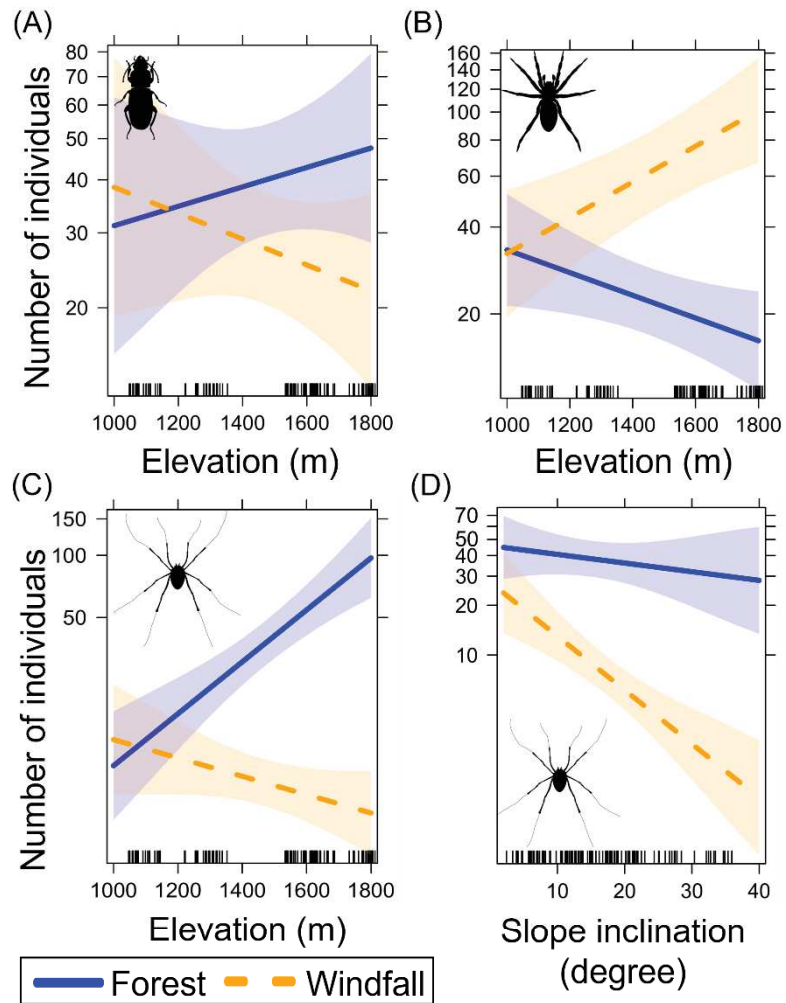 (A)
(B)
Number of individuals
80
70
60
50
40
30
20
1000 1200 1400 1600 1800
Elevation (m)
160
140
120
100
80
60
40
20
1000 1200 1400 1600 1800
Elevation (m)
(C)
(D)
Number of individuals
150
100
50
1000 1200 1400 1600 1800
Elevation (m)
70
50
40
30
20
10
10 20 30 40
Slope inclination
(degree)
Forest Windfall